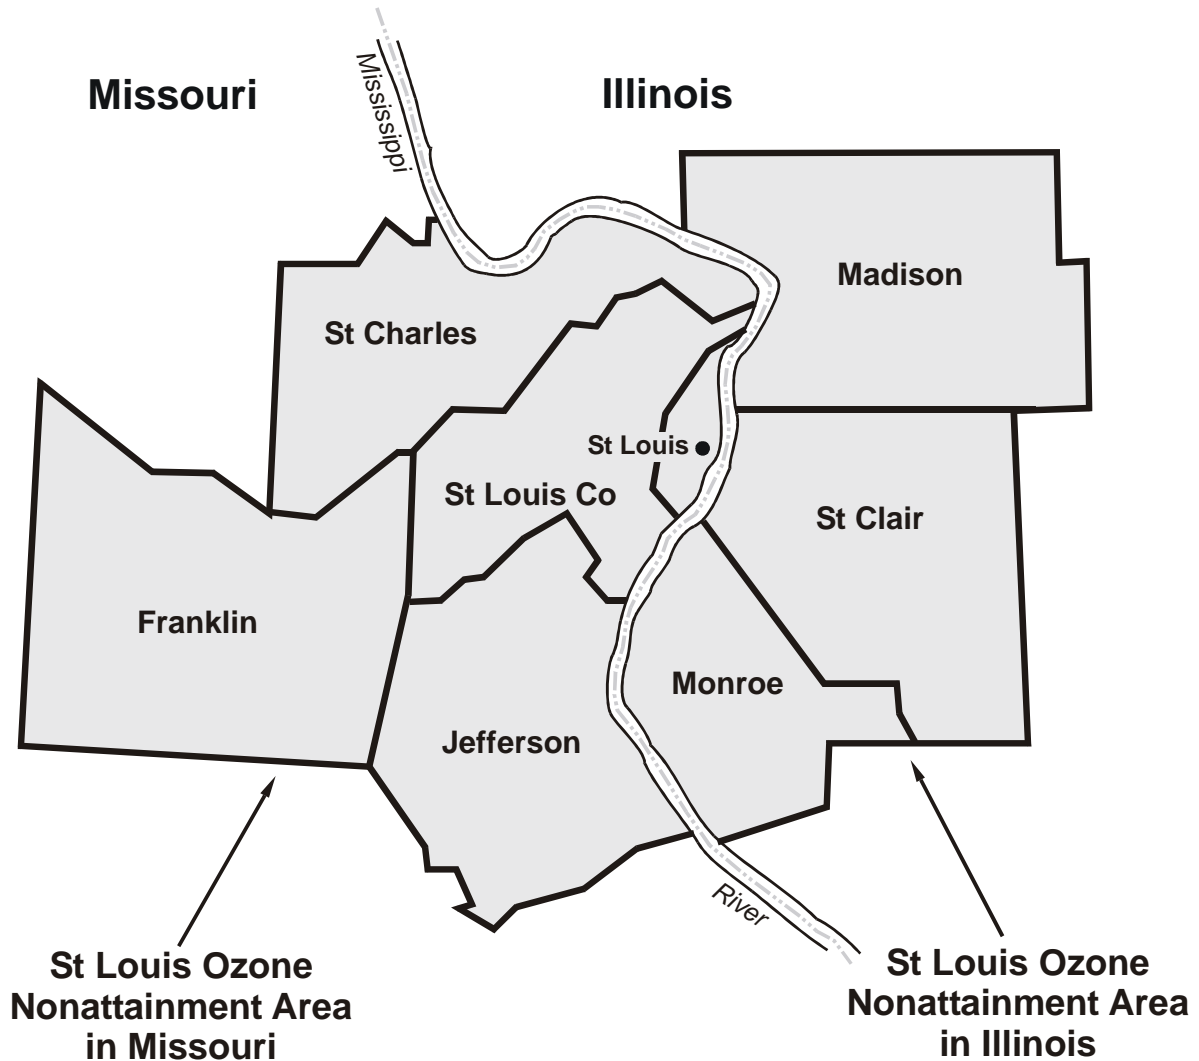 Missouri
Illinois
Mississippi
Madison
St Charles
St Louis
St Louis Co
St Clair
Franklin
Monroe
Jefferson
River
St Louis Ozone
Nonattainment Area
in Missouri
St Louis Ozone
Nonattainment Area
in Illinois